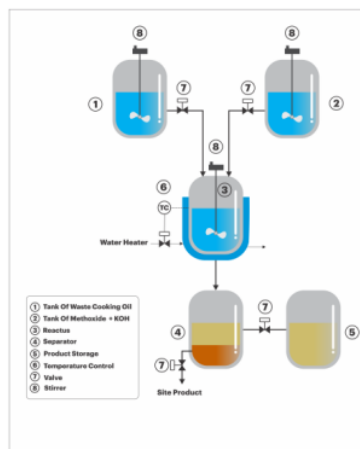 8
8
7
7
1
2
8
6
3
TC
Water Heater
7
4
5
7
Site Product
1 Tank Of Waste Cooking Oil
2 Tank Of Methoxide + KOH
3 Reactus
4 Separator
5 Product Storage
6 Temperature Control
7 Valve
8 Stirrer